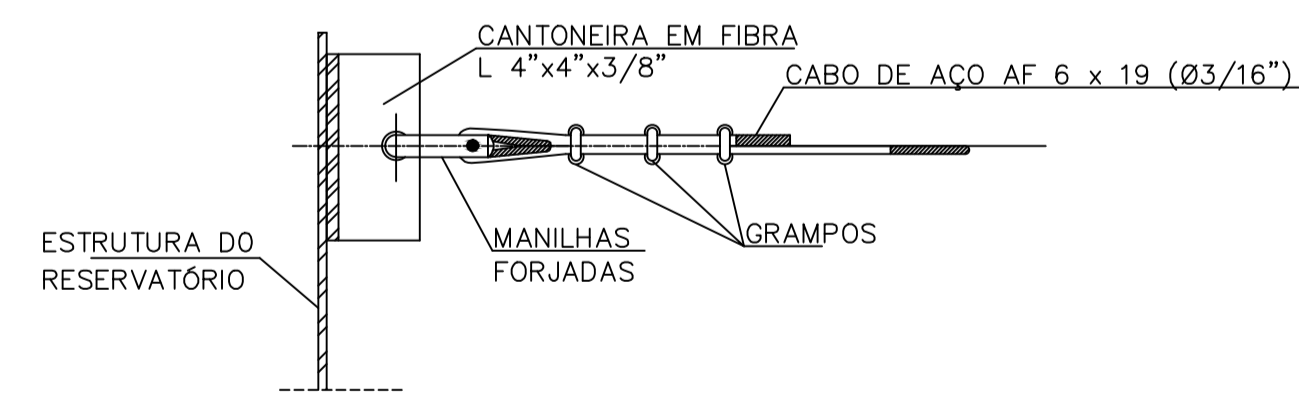 CANTONEIRA EM FIBRA
L 4”x4”x3/8”
CABO DE AÇO AF 6 x 19 (Ø3/16”)
ESTRUTURA DO
RESERVATÓRIO
MANILHAS
FORJADAS
GRAMPOS